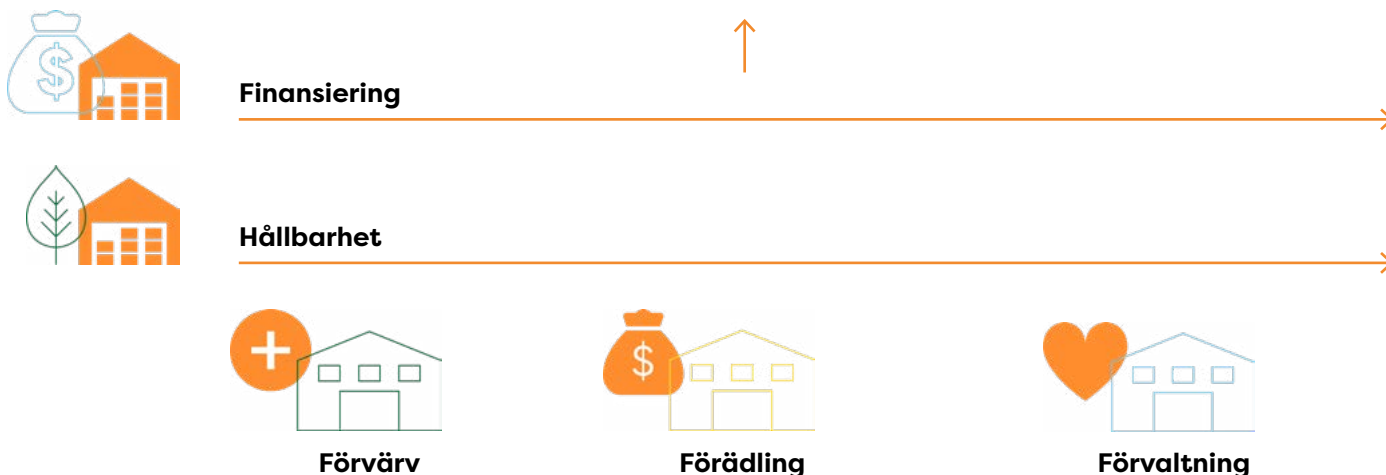 $
Finansiering
Hållbarhet
$
Förvärv
Förädling
Förvaltning